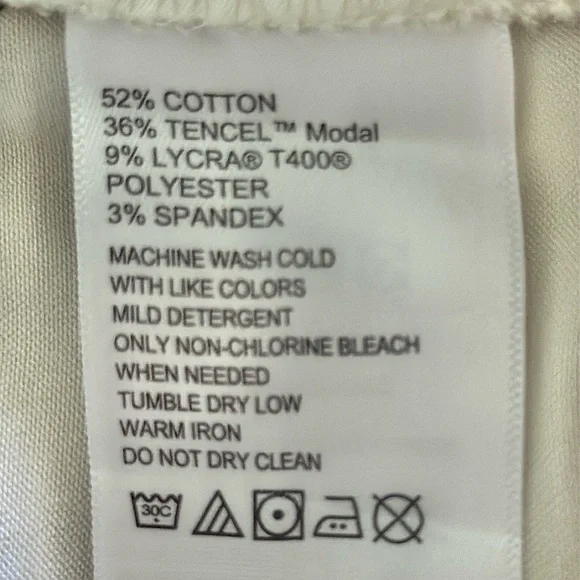 52% COTTON
36% TENCEL™ Modal
9% LYCRA® T400®
POLYESTER
3% SPANDEX
MACHINE WASH COLD
WITH LIKE COLORS
MILD DETERGENT
ONLY NON-CHLORINE BLEACH
WHEN NEEDED
TUMBLE DRY LOW
WARM IRON
DO NOT DRY CLEAN
30C